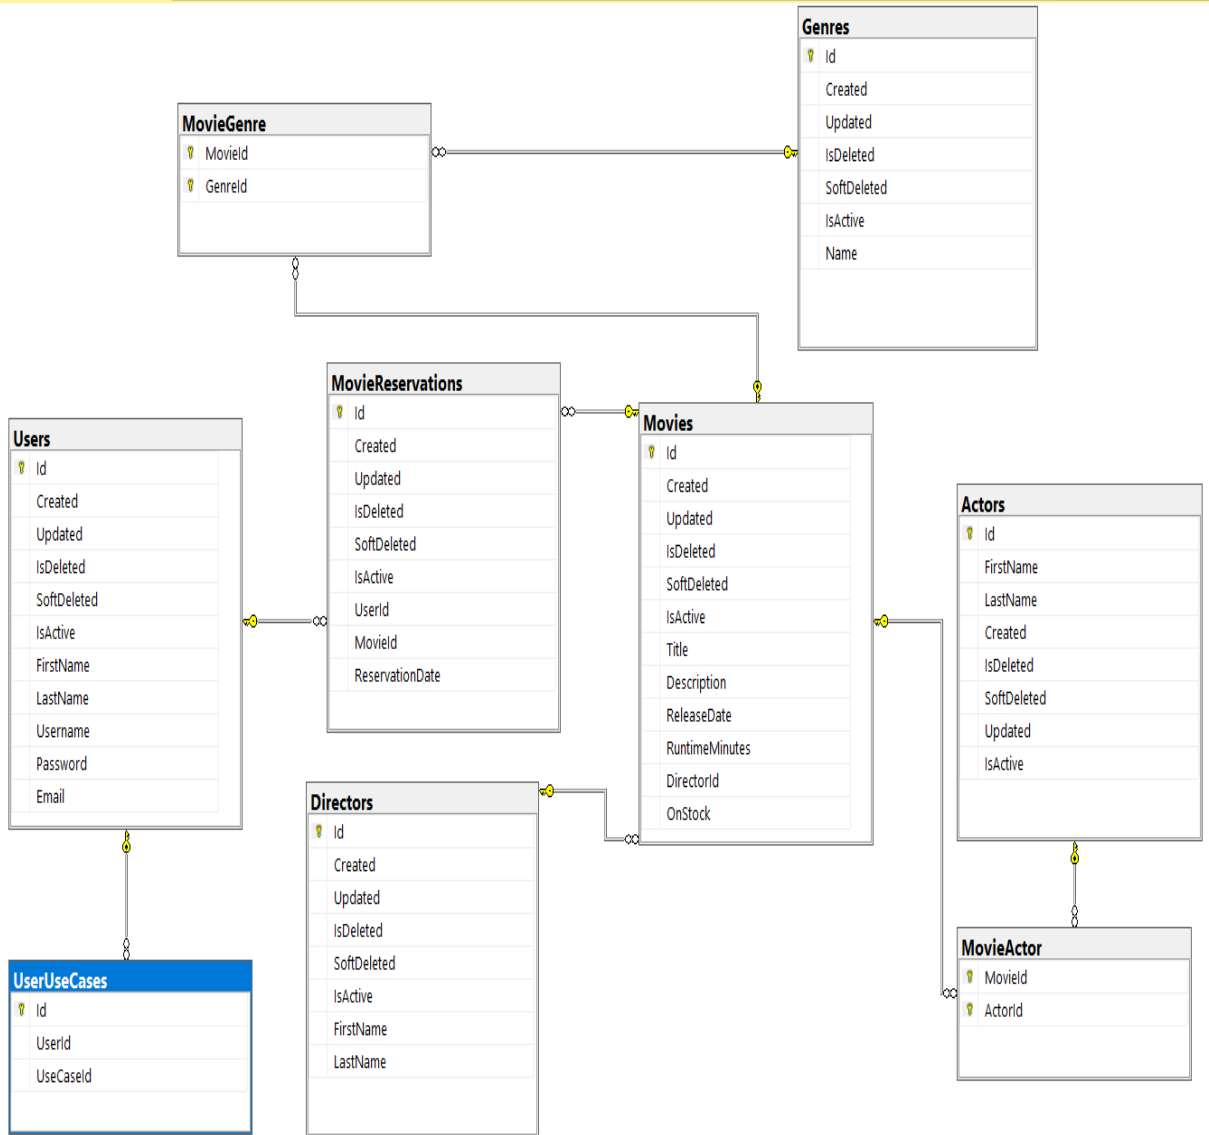 Genres
Id
Created
Updated
IsDeleted
SoftDeleted
IsActive
Name
MovieGenre
MovieId
GenreId
MovieReservations
Id
Created
Updated
IsDeleted
SoftDeleted
IsActive
UserId
MovieId
ReservationDate
Movies
Id
Created
Updated
IsDeleted
SoftDeleted
IsActive
Title
Description
ReleaseDate
RuntimeMinutes
DirectorId
OnStock
Users
Id
Created
Updated
IsDeleted
SoftDeleted
IsActive
FirstName
LastName
Username
Password
Email
Actors
Id
FirstName
LastName
Created
IsDeleted
SoftDeleted
Updated
IsActive
Directors
Id
Created
Updated
IsDeleted
SoftDeleted
IsActive
FirstName
LastName
MovieActor
MovieId
ActorId
UserUseCases
Id
UserId
UseCaseId